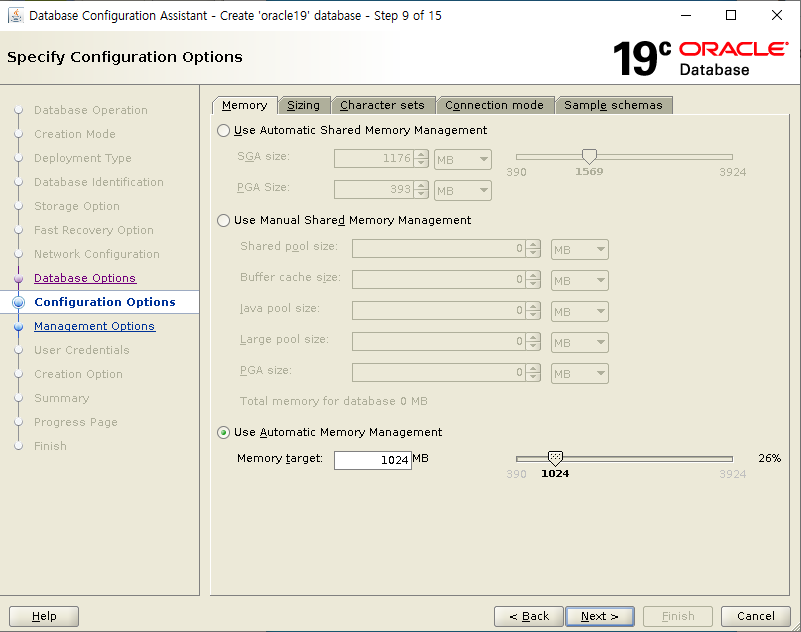 Database Configuration Assistant - Create 'oracle19' database - Step 9 of 15
Specify Configuration Options
19c ORACLE
Database
Database Operation
Creation Mode
Deployment Type
Database Identification
Storage Option
Fast Recovery Option
Network Configuration
Database Options
Configuration Options
Management Options
User Credentials
Creation Option
Summary
Progress Page
Finish
Memory Sizing Character sets Connection mode Sample schemas
Use Automatic Shared Memory Management
SGA size: 1176 MB
390 1569 3924
PGA Size: 393 MB
Use Manual Shared Memory Management
Shared pool size: 0 MB
Buffer cache size: 0 MB
Java pool size: 0 MB
Large pool size: 0 MB
PGA size: 0 MB
Total memory for database 0 MB
Use Automatic Memory Management
Memory target: 1024 MB 26%
390 1024 3924
Help < Back Next > Finish Cancel